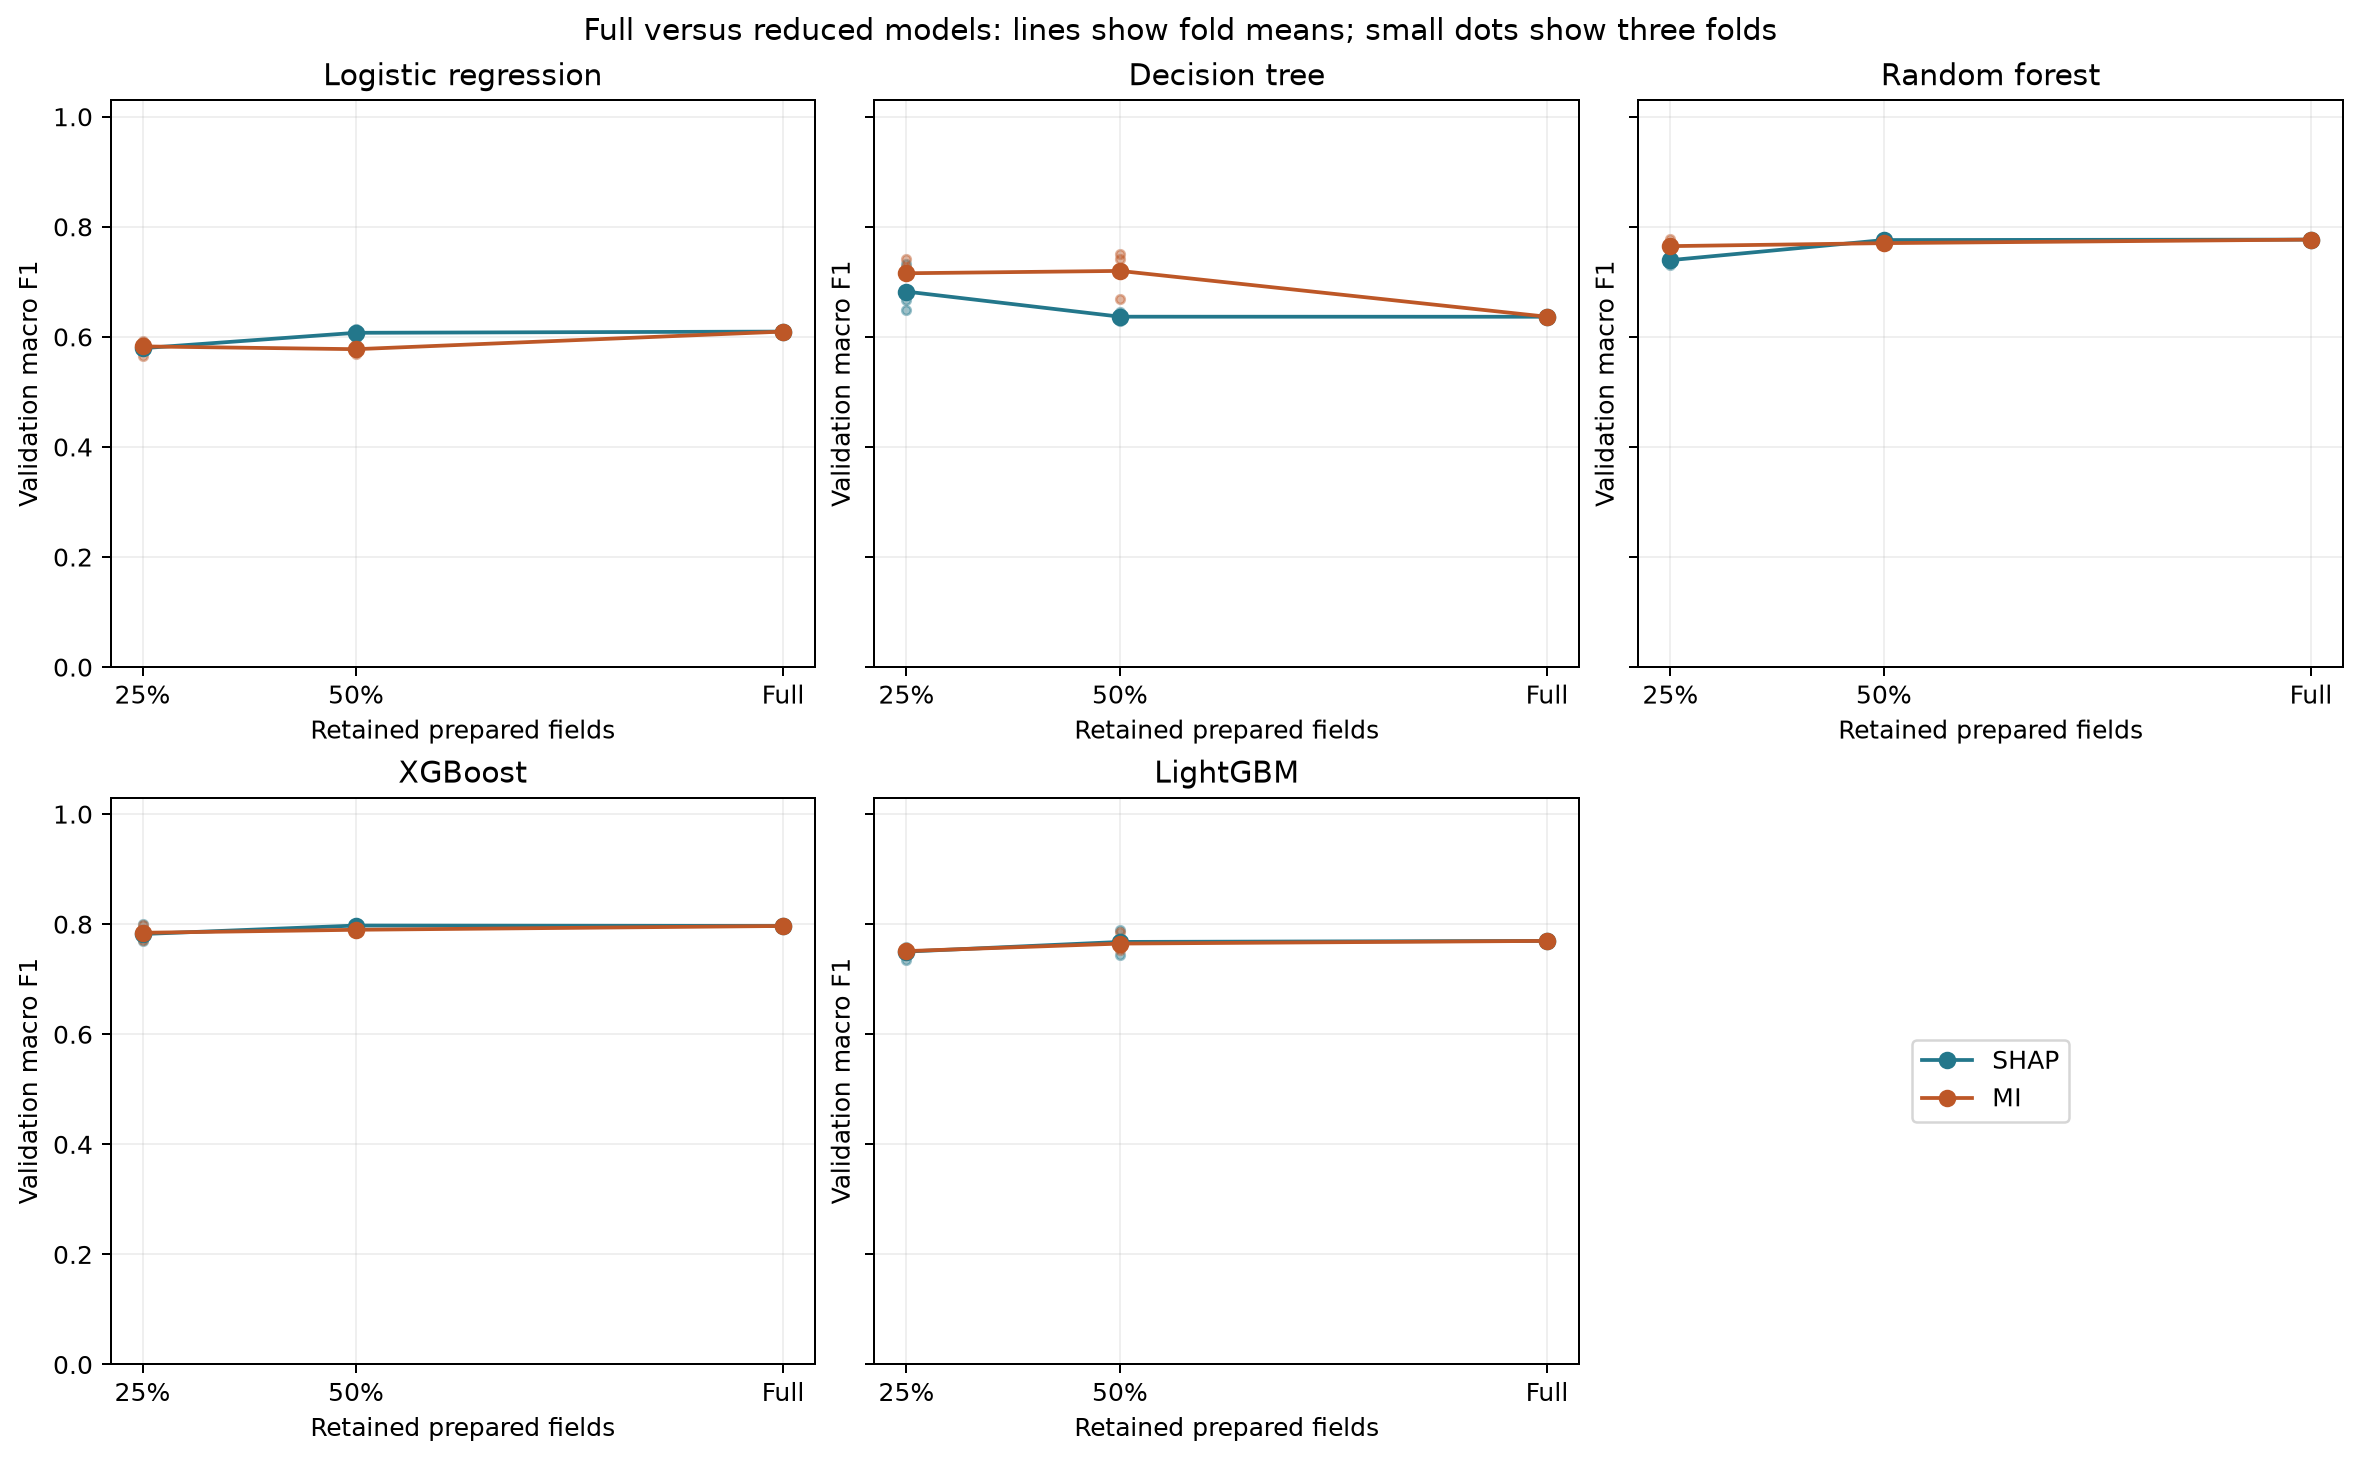 Full versus reduced models: lines show fold means; small dots show three folds
Logistic regression
Validation macro F1
1.0
0.8
0.6
0.4
0.2
0.0
25%
50%
Full
Retained prepared fields
Decision tree
Validation macro F1
25%
50%
Full
Retained prepared fields
Random forest
Validation macro F1
25%
50%
Full
Retained prepared fields
XGBoost
Validation macro F1
1.0
0.8
0.6
0.4
0.2
0.0
25%
50%
Full
Retained prepared fields
LightGBM
Validation macro F1
25%
50%
Full
Retained prepared fields
SHAP
MI